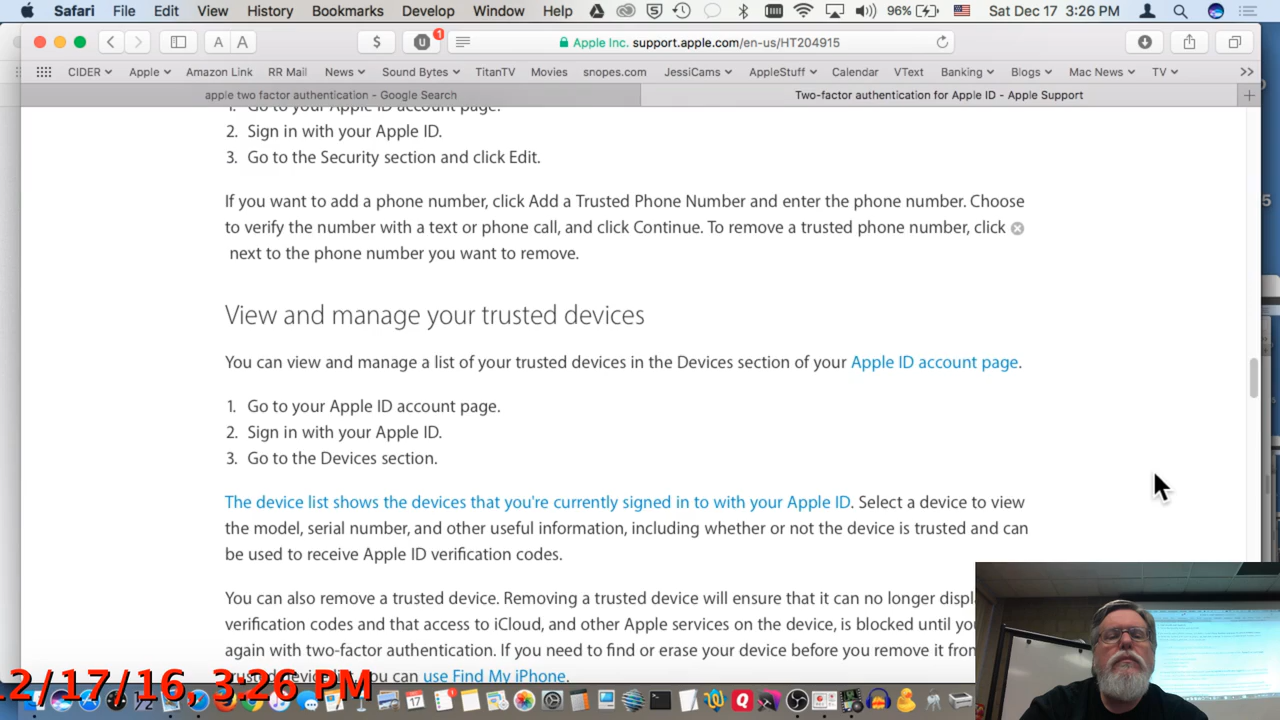 Safari File Edit View History Bookmarks Develop Window Help 96% Sat Dec 17 3:26 PM
A A $ U 1 Apple Inc. support.apple.com/en-us/HT204915
CIDER Apple Amazon Link RR Mail News Sound Bytes TitanTV Movies snopes.com JessiCams AppleStuff Calendar VText Banking Blogs Mac News TV >>
apple two factor authentication - Google Search Two-factor authentication for Apple ID - Apple Support +
1. Go to your Apple ID account page.
2. Sign in with your Apple ID.
3. Go to the Security section and click Edit.
If you want to add a phone number, click Add a Trusted Phone Number and enter the phone number. Choose
to verify the number with a text or phone call, and click Continue. To remove a trusted phone number, click
next to the phone number you want to remove.
View and manage your trusted devices
You can view and manage a list of your trusted devices in the Devices section of your Apple ID account page.
1. Go to your Apple ID account page.
2. Sign in with your Apple ID.
3. Go to the Devices section.
The device list shows the devices that you're currently signed in to with your Apple ID. Select a device to view
the model, serial number, and other useful information, including whether or not the device is trusted and can
be used to receive Apple ID verification codes.
You can also remove a trusted device. Removing a trusted device will ensure that it can no longer
verification codes and that access to iCloud, and other Apple services on the device, is blocked until
again with two-factor authentication. If you need to find or erase your device before you remove it
can use Find My iPhone.
2/17/16, 3:26 PM